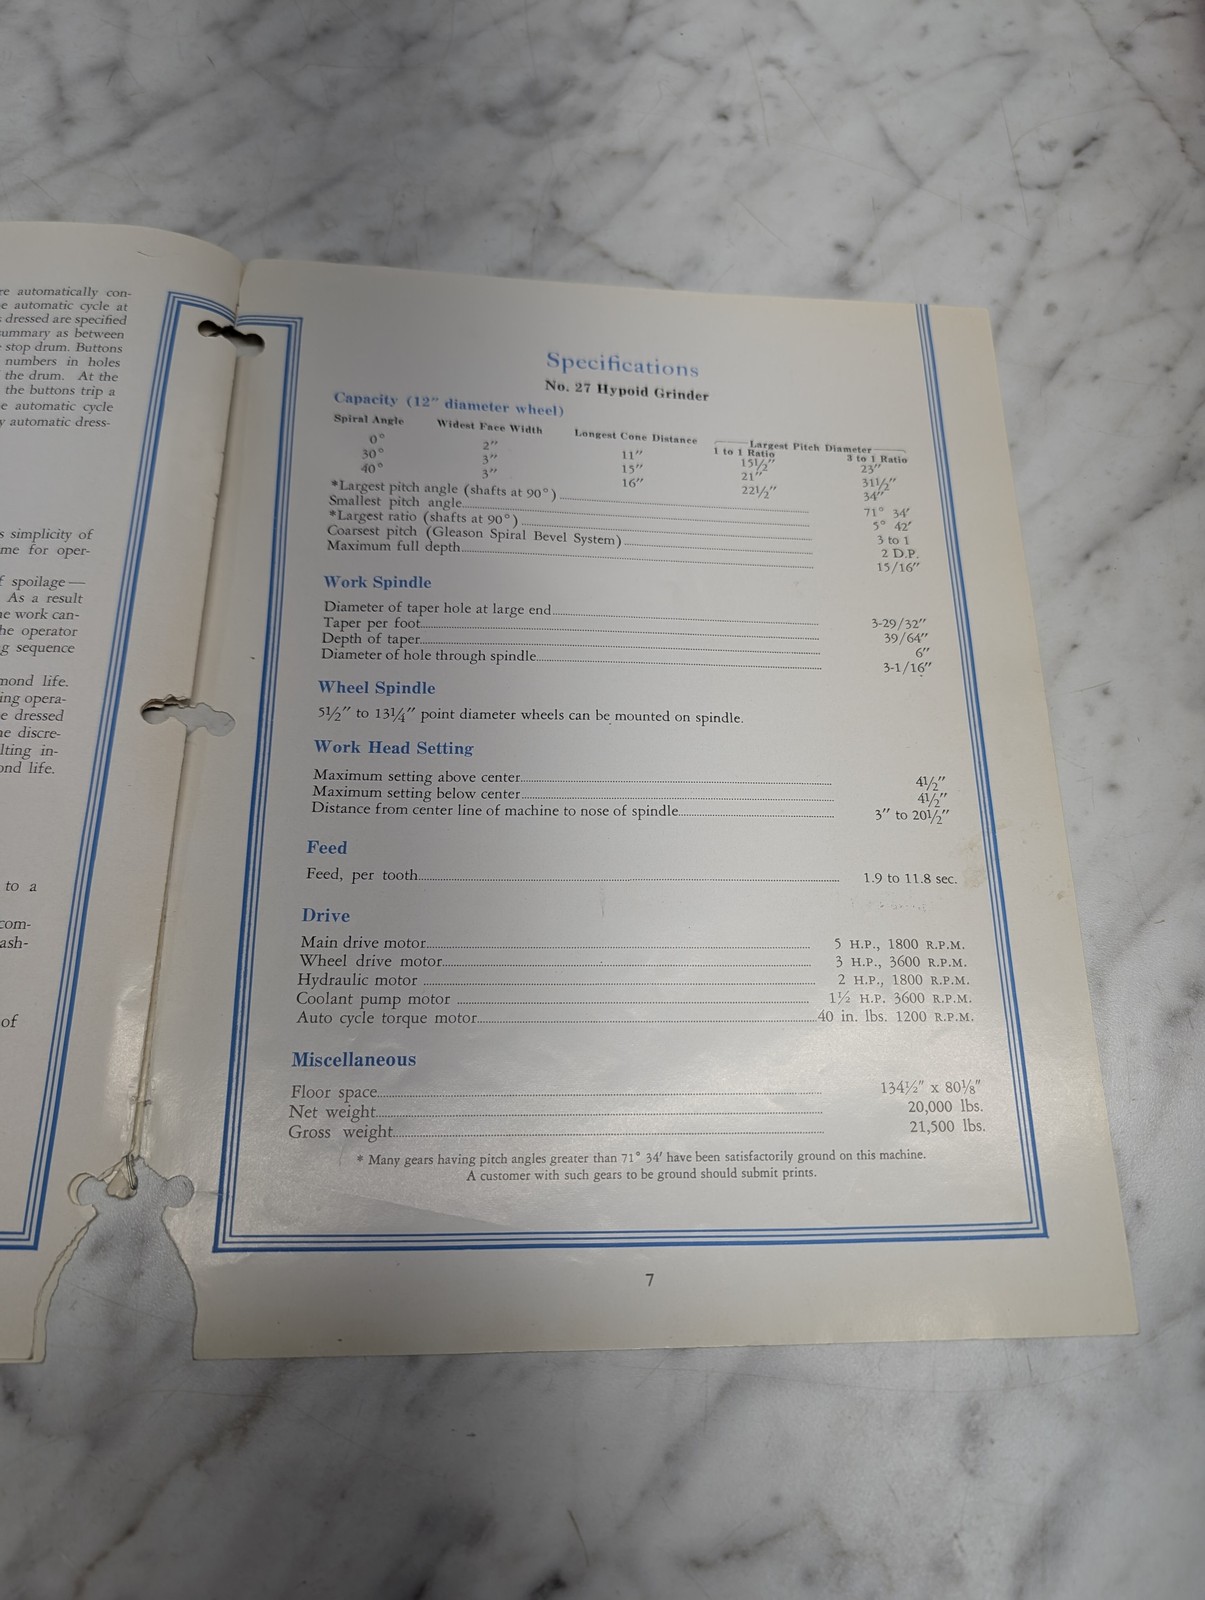 re automatically con-
e automatic cycle at
s dressed are specified
summary as between
e stop drum. Buttons
numbers in holes
the drum. At the
the buttons trip a
e automatic cycle
y automatic dress-
s simplicity of
me for oper-
f spoilage—
As a result
he work can-
the operator
g sequence
mond life.
ing opera-
e dressed
he discre-
lting in-
ond life.
to a
com-
ash-
of
Specifications
No. 27 Hypoid Grinder
Capacity (12″ diameter wheel)
Spiral Angle Widest Face Width Longest Cone Distance Largest Pitch Diameter
1 to 1 Ratio 3 to 1 Ratio
0° 2″ 11″ 15½″ 23″
30° 3″ 15″ 21″ 31½″
40° 3″ 16″ 22½″ 34″
*Largest pitch angle (shafts at 90°) 71° 34′
Smallest pitch angle 5° 42′
*Largest ratio (shafts at 90°) 3 to 1
Coarsest pitch (Gleason Spiral Bevel System) 2 D.P.
Maximum full depth 15/16″
Work Spindle
Diameter of taper hole at large end 3-29/32″
Taper per foot 39/64″
Depth of taper 6″
Diameter of hole through spindle 3-1/16″
Wheel Spindle
5½″ to 13¼″ point diameter wheels can be mounted on spindle.
Work Head Setting
Maximum setting above center 4½″
Maximum setting below center 4½″
Distance from center line of machine to nose of spindle 3″ to 20½″
Feed
Feed, per tooth 1.9 to 11.8 sec.
Drive
Main drive motor 5 H.P., 1800 R.P.M.
Wheel drive motor 3 H.P., 3600 R.P.M.
Hydraulic motor 2 H.P., 1800 R.P.M.
Coolant pump motor 1½ H.P. 3600 R.P.M.
Auto cycle torque motor 40 in. lbs. 1200 R.P.M.
Miscellaneous
Floor space 134½″ x 80⅛″
Net weight 20,000 lbs.
Gross weight 21,500 lbs.
* Many gears having pitch angles greater than 71° 34′ have been satisfactorily ground on this machine.
A customer with such gears to be ground should submit prints.
7